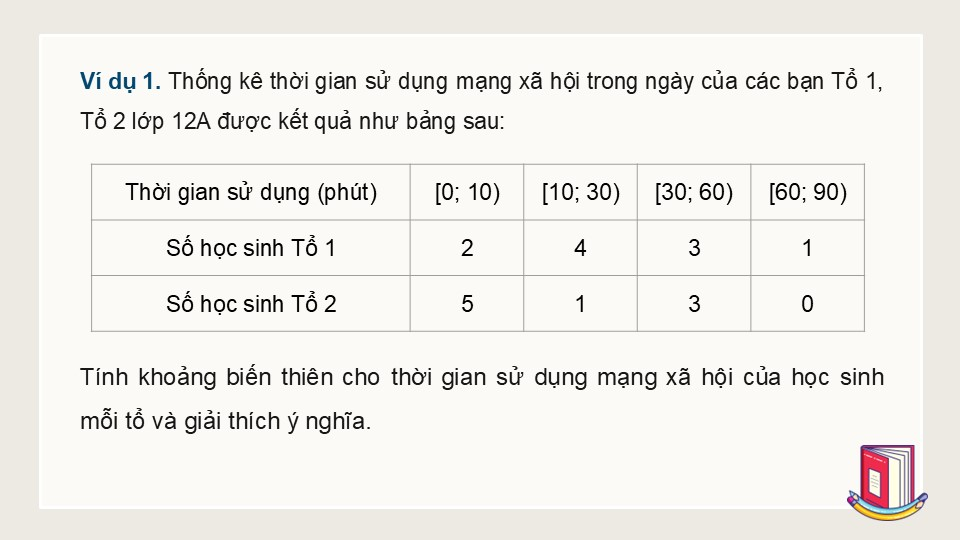 Ví dụ 1. Thống kê thời gian sử dụng mạng xã hội trong ngày của các bạn Tổ 1,
Tổ 2 lớp 12A được kết quả như bảng sau:
Thời gian sử dụng (phút) [0; 10) [10; 30) [30; 60) [60; 90)
Số học sinh Tổ 1 2 4 3 1
Số học sinh Tổ 2 5 1 3 0
Tính khoảng biến thiên cho thời gian sử dụng mạng xã hội của học sinh
mỗi tổ và giải thích ý nghĩa.